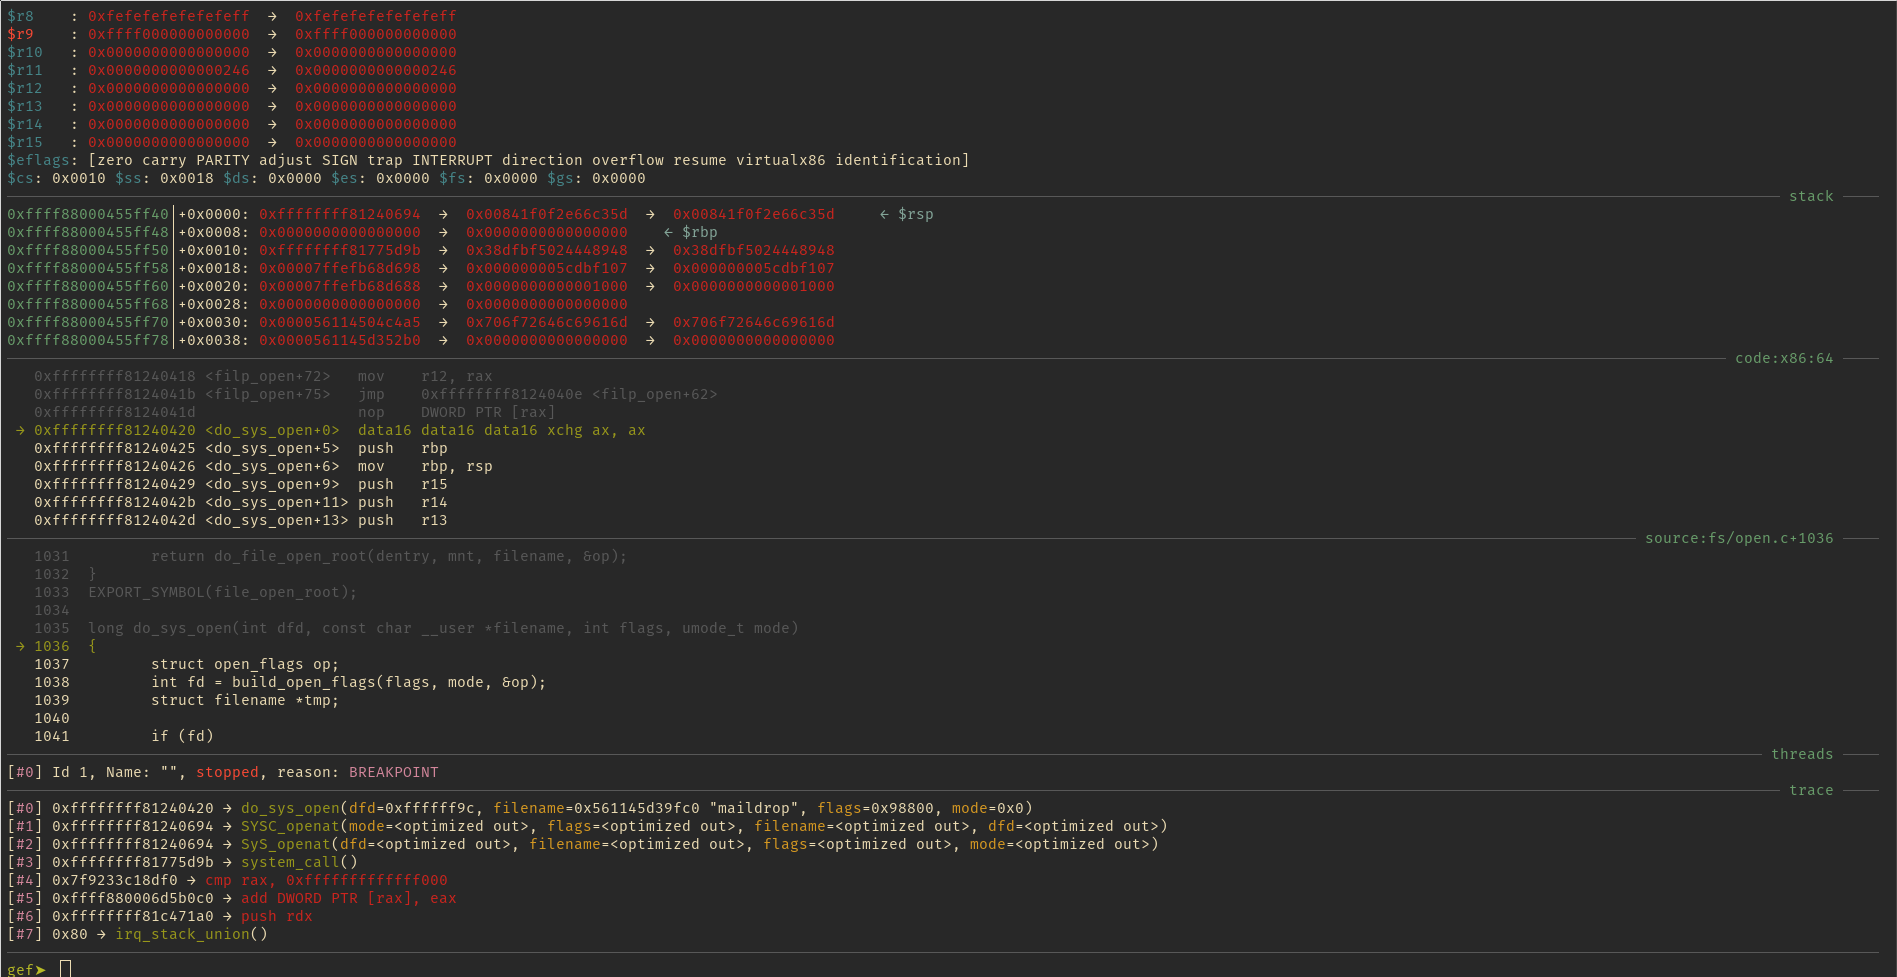 $r8    : 0xfefefefefefefeff  →  0xfefefefefefefeff
$r9    : 0xffff000000000000  →  0xffff000000000000
$r10   : 0x0000000000000000  →  0x0000000000000000
$r11   : 0x0000000000000246  →  0x0000000000000246
$r12   : 0x0000000000000000  →  0x0000000000000000
$r13   : 0x0000000000000000  →  0x0000000000000000
$r14   : 0x0000000000000000  →  0x0000000000000000
$r15   : 0x0000000000000000  →  0x0000000000000000
$eflags: [zero carry PARITY adjust SIGN trap INTERRUPT direction overflow resume virtualx86 identification]
$cs: 0x0010 $ss: 0x0018 $ds: 0x0000 $es: 0x0000 $fs: 0x0000 $gs: 0x0000
stack
0xffff88000455ff40│+0x0000: 0xffffffff81240694  →  0x00841f0f2e66c35d  →  0x00841f0f2e66c35d     ← $rsp
0xffff88000455ff48│+0x0008: 0x0000000000000000  →  0x0000000000000000    ← $rbp
0xffff88000455ff50│+0x0010: 0xffffffff81775d9b  →  0x38dfbf5024448948  →  0x38dfbf5024448948
0xffff88000455ff58│+0x0018: 0x00007ffefb68d698  →  0x000000005cdbf107  →  0x000000005cdbf107
0xffff88000455ff60│+0x0020: 0x00007ffefb68d688  →  0x0000000000001000  →  0x0000000000001000
0xffff88000455ff68│+0x0028: 0x0000000000000000  →  0x0000000000000000
0xffff88000455ff70│+0x0030: 0x000056114504c4a5  →  0x706f72646c69616d  →  0x706f72646c69616d
0xffff88000455ff78│+0x0038: 0x0000561145d352b0  →  0x0000000000000000  →  0x0000000000000000
code:x86:64
   0xffffffff81240418 <filp_open+72>   mov    r12, rax
   0xffffffff8124041b <filp_open+75>   jmp    0xffffffff8124040e <filp_open+62>
   0xffffffff8124041d                  nop    DWORD PTR [rax]
 → 0xffffffff81240420 <do_sys_open+0>  data16 data16 data16 xchg ax, ax
   0xffffffff81240425 <do_sys_open+5>  push   rbp
   0xffffffff81240426 <do_sys_open+6>  mov    rbp, rsp
   0xffffffff81240429 <do_sys_open+9>  push   r15
   0xffffffff8124042b <do_sys_open+11> push   r14
   0xffffffff8124042d <do_sys_open+13> push   r13
source:fs/open.c+1036
   1031         return do_file_open_root(dentry, mnt, filename, &op);
   1032  }
   1033  EXPORT_SYMBOL(file_open_root);
   1034
   1035  long do_sys_open(int dfd, const char __user *filename, int flags, umode_t mode)
 → 1036  {
   1037         struct open_flags op;
   1038         int fd = build_open_flags(flags, mode, &op);
   1039         struct filename *tmp;
   1040
   1041         if (fd)
threads
[#0] Id 1, Name: "", stopped, reason: BREAKPOINT
trace
[#0] 0xffffffff81240420 → do_sys_open(dfd=0xffffff9c, filename=0x561145d39fc0 "maildrop", flags=0x98800, mode=0x0)
[#1] 0xffffffff81240694 → SYSC_openat(mode=<optimized out>, flags=<optimized out>, filename=<optimized out>, dfd=<optimized out>)
[#2] 0xffffffff81240694 → SyS_openat(dfd=<optimized out>, filename=<optimized out>, flags=<optimized out>, mode=<optimized out>)
[#3] 0xffffffff81775d9b → system_call()
[#4] 0x7f9233c18df0 → cmp rax, 0xfffffffffffff000
[#5] 0xffff880006d5b0c0 → add DWORD PTR [rax], eax
[#6] 0xffffffff81c471a0 → push rdx
[#7] 0x80 → irq_stack_union()
gef➤